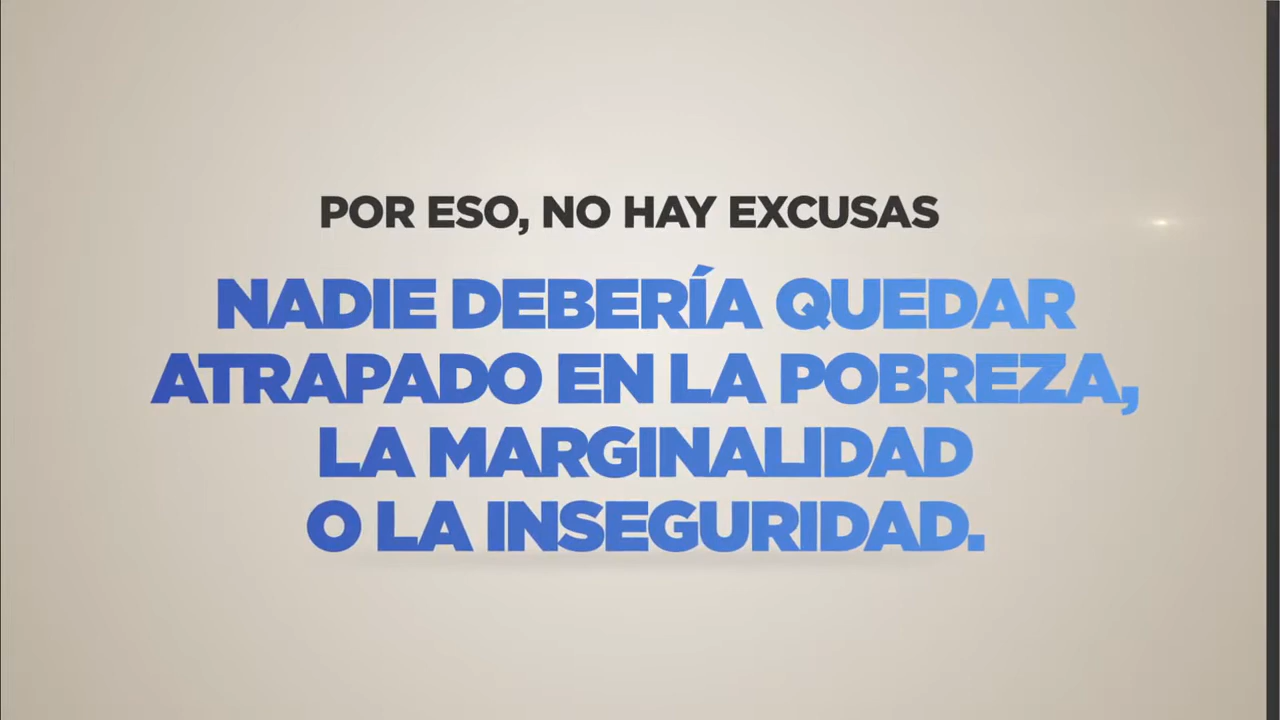 POR ESO, NO HAY EXCUSAS
NADIE DEBERÍA QUEDAR
ATRAPADO EN LA POBREZA,
LA MARGINALIDAD
O LA INSEGURIDAD.